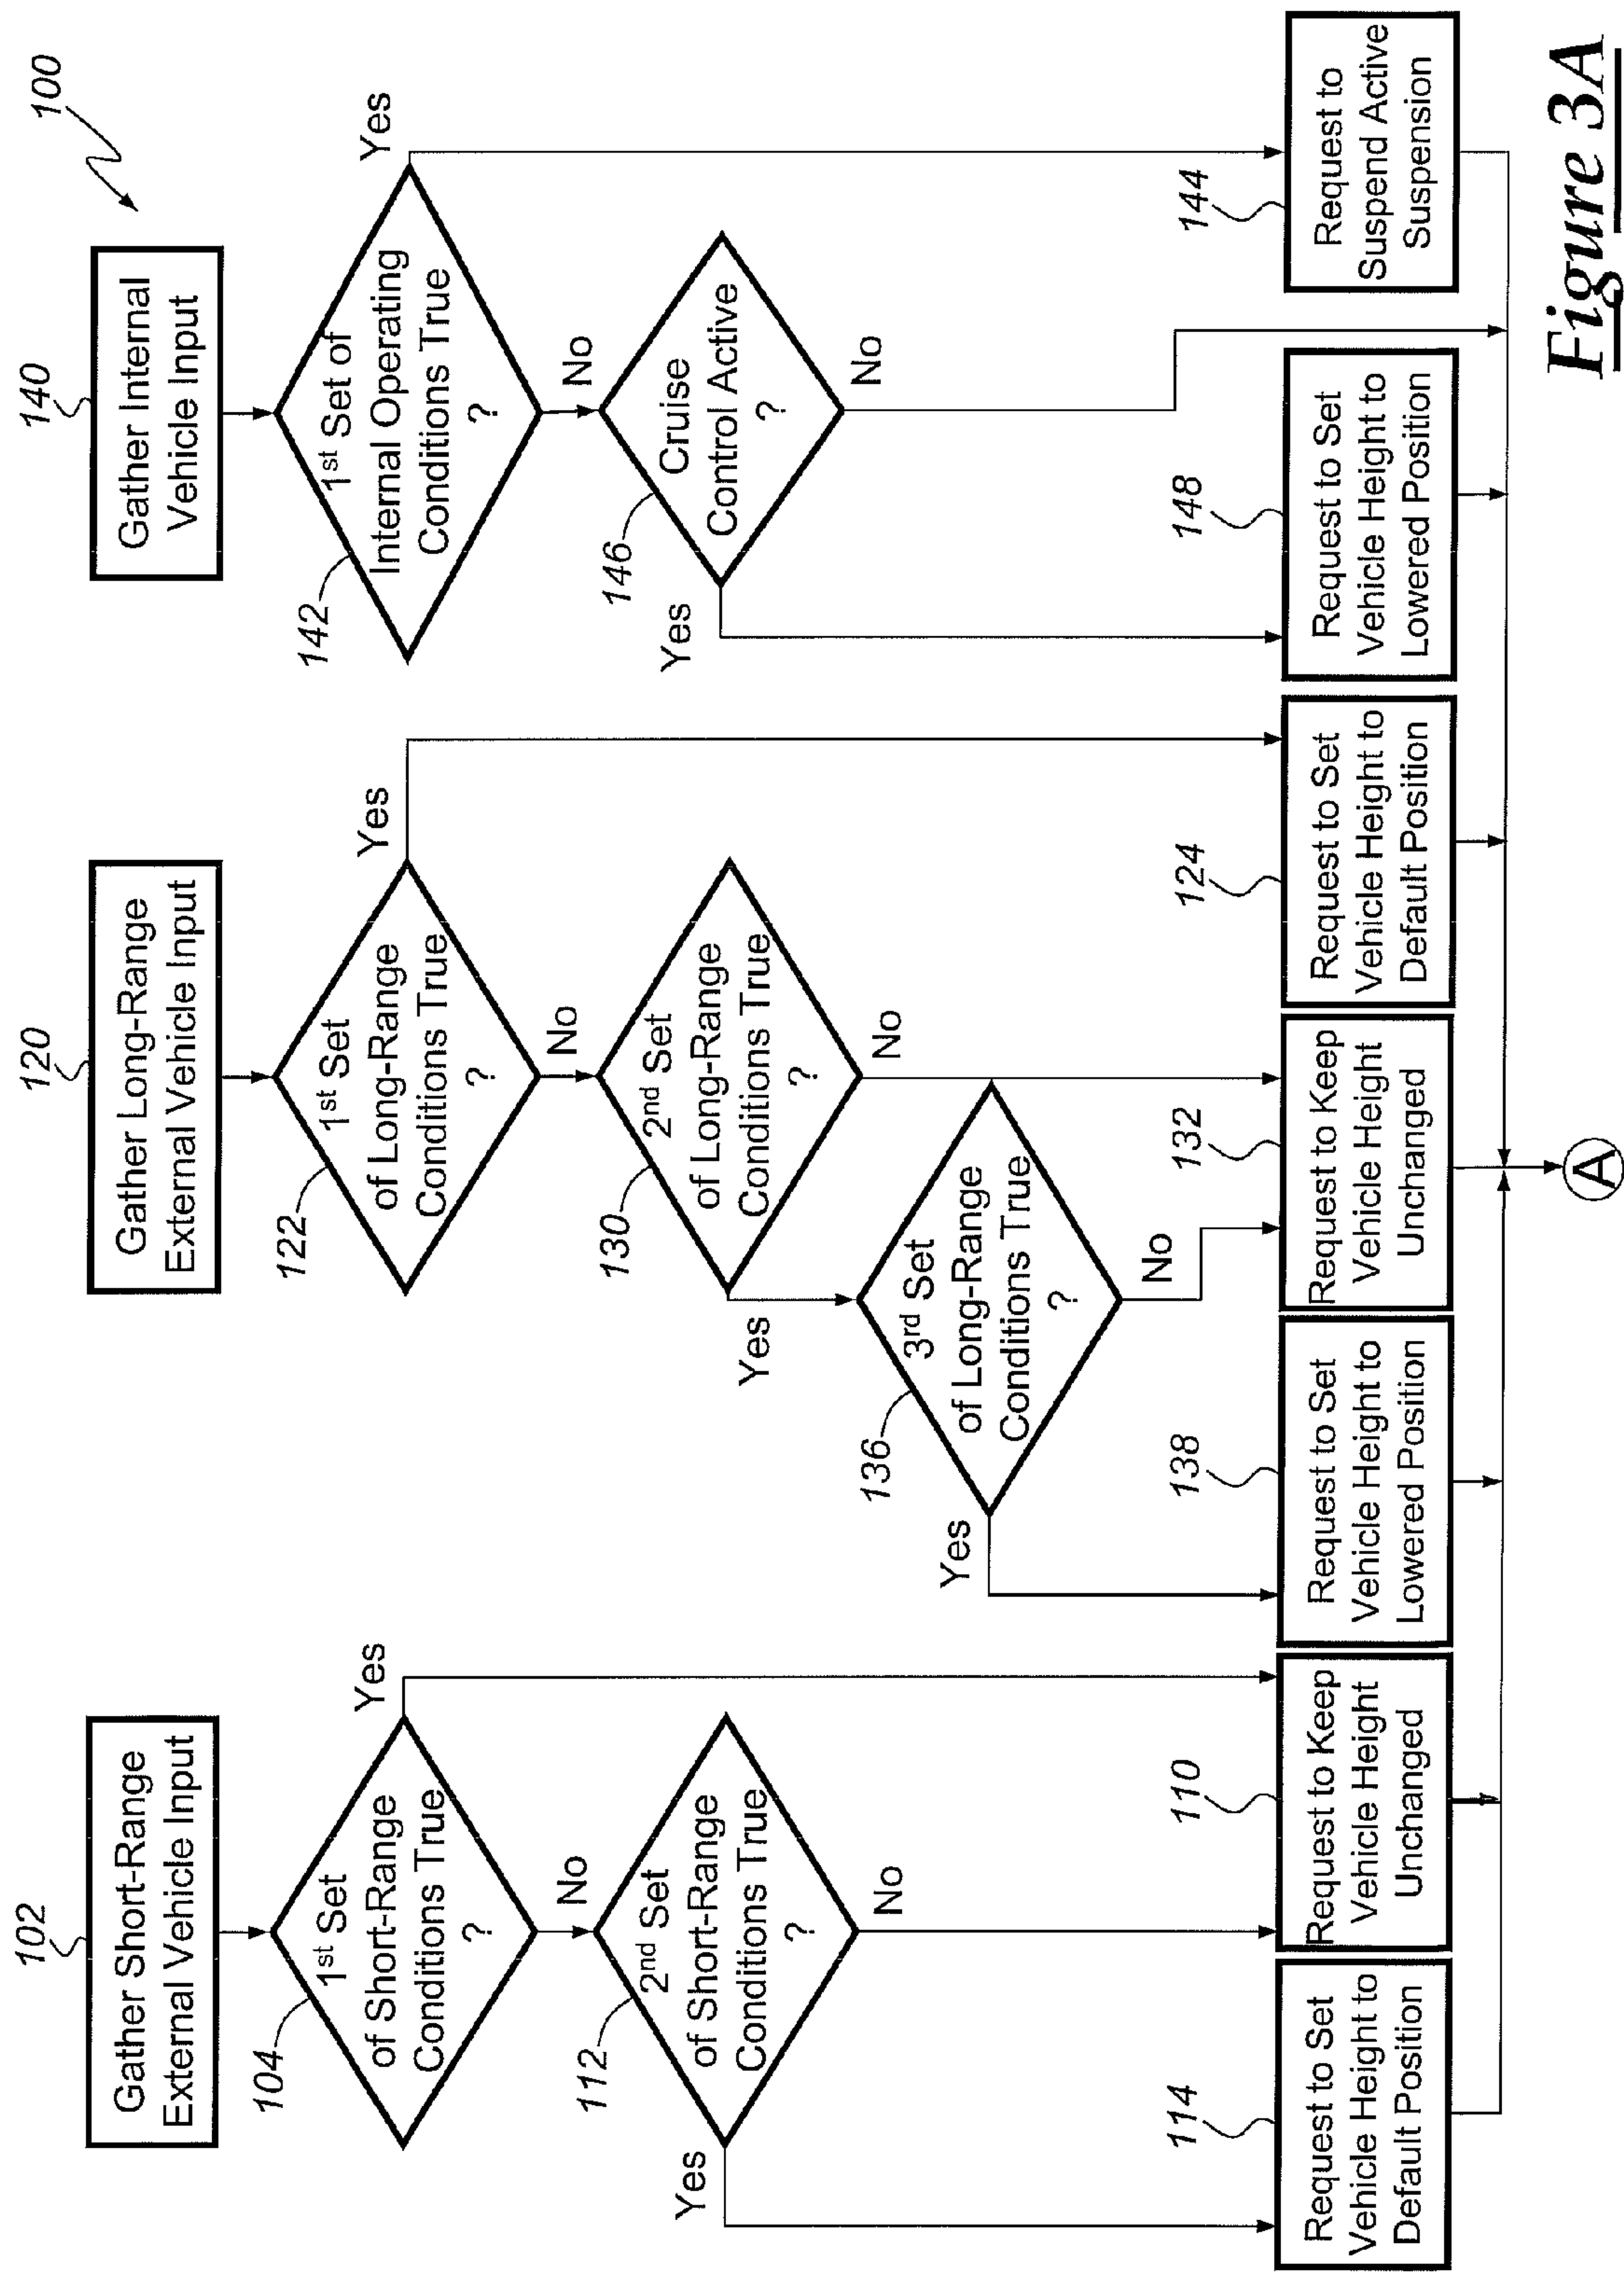 100
102
Gather Short-Range
External Vehicle Input
104
1st Set
of Short-Range
Conditions True
?
Yes
No
112
2nd Set
of Short-Range
Conditions True
?
Yes
No
114
Request to Set
Vehicle Height to
Default Position
110
Request to Keep
Vehicle Height
Unchanged
120
Gather Long-Range
External Vehicle Input
122
1st Set
of Long-Range
Conditions True
?
Yes
No
130
2nd Set
of Long-Range
Conditions True
?
Yes
No
136
3rd Set
of Long-Range
Conditions True
?
Yes
No
138
Request to Set
Vehicle Height to
Lowered Position
132
Request to Keep
Vehicle Height
Unchanged
124
Request to Set
Vehicle Height to
Default Position
140
Gather Internal
Vehicle Input
142
1st Set of
Internal Operating
Conditions True
?
Yes
No
146
Cruise
Control Active
?
Yes
No
148
Request to Set
Vehicle Height to
Lowered Position
144
Request to
Suspend Active
Suspension
A
Figure 3A